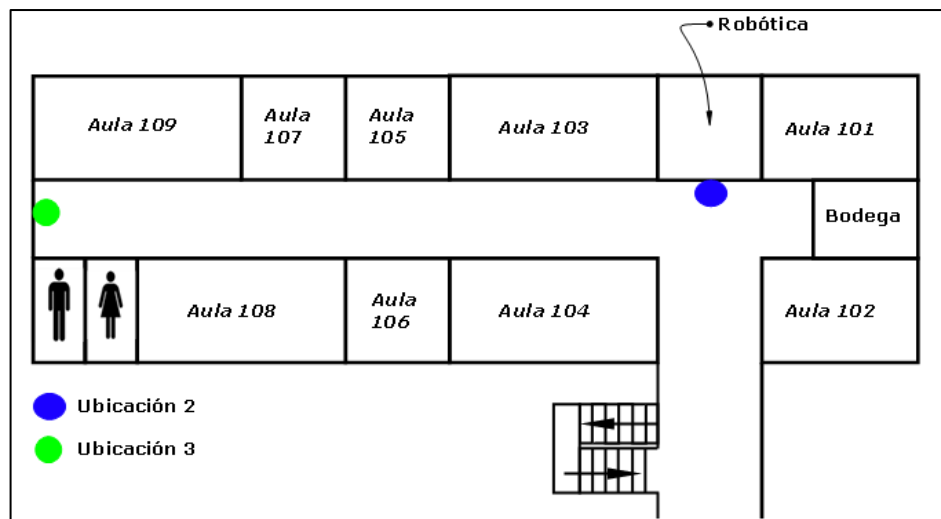 Robótica
Aula 109
Aula
107
Aula
105
Aula 103
Aula 101
Bodega
Aula 108
Aula
106
Aula 104
Aula 102
Ubicación 2
Ubicación 3